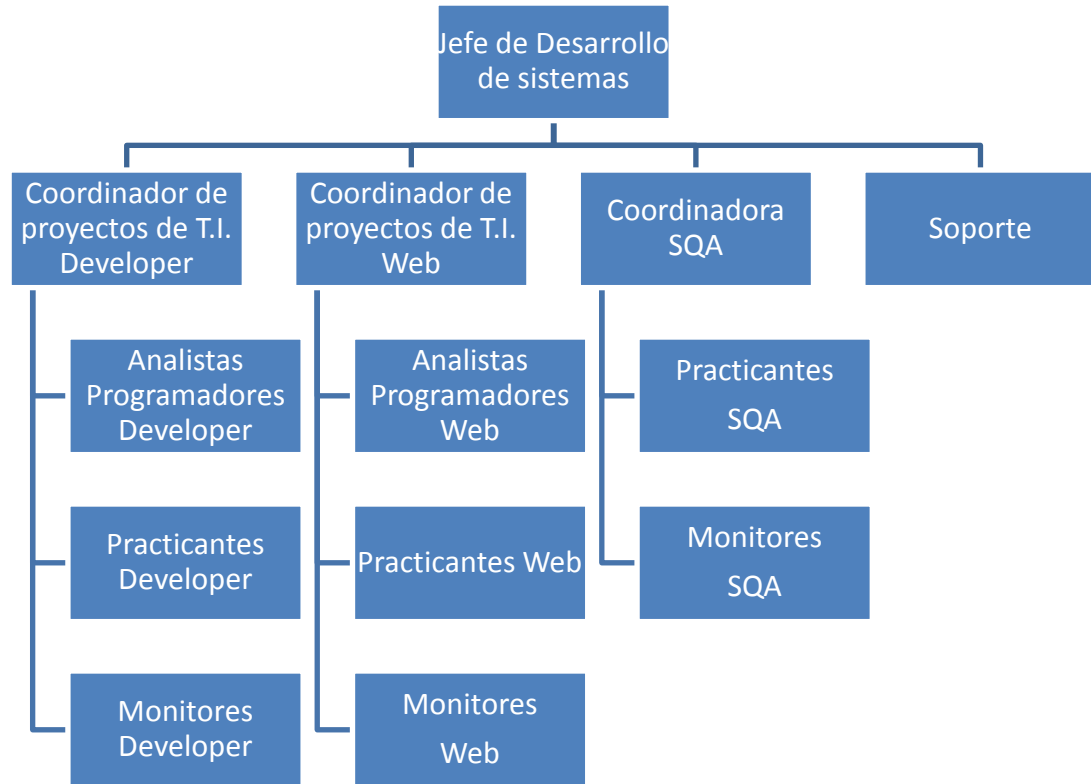 Jefe de Desarrollo
de sistemas
Coordinador de
proyectos de T.I.
Developer
Coordinador de
proyectos de T.I.
Web
Coordinadora
SQA
Soporte
Analistas
Programadores
Developer
Analistas
Programadores
Web
Practicantes
SQA
Practicantes
Developer
Practicantes Web
Monitores
SQA
Monitores
Developer
Monitores
Web